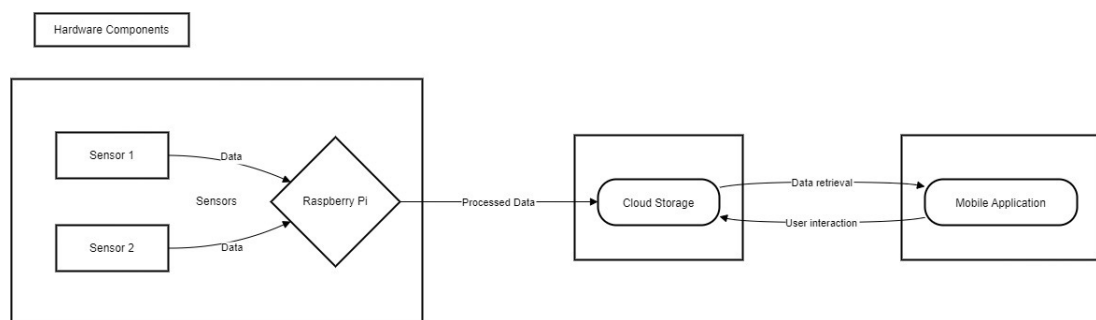 Hardware Components
Sensor 1
Data
Sensors
Raspberry Pi
Sensor 2
Data
Processed Data
Cloud Storage
Data retrieval
User interaction
Mobile Application